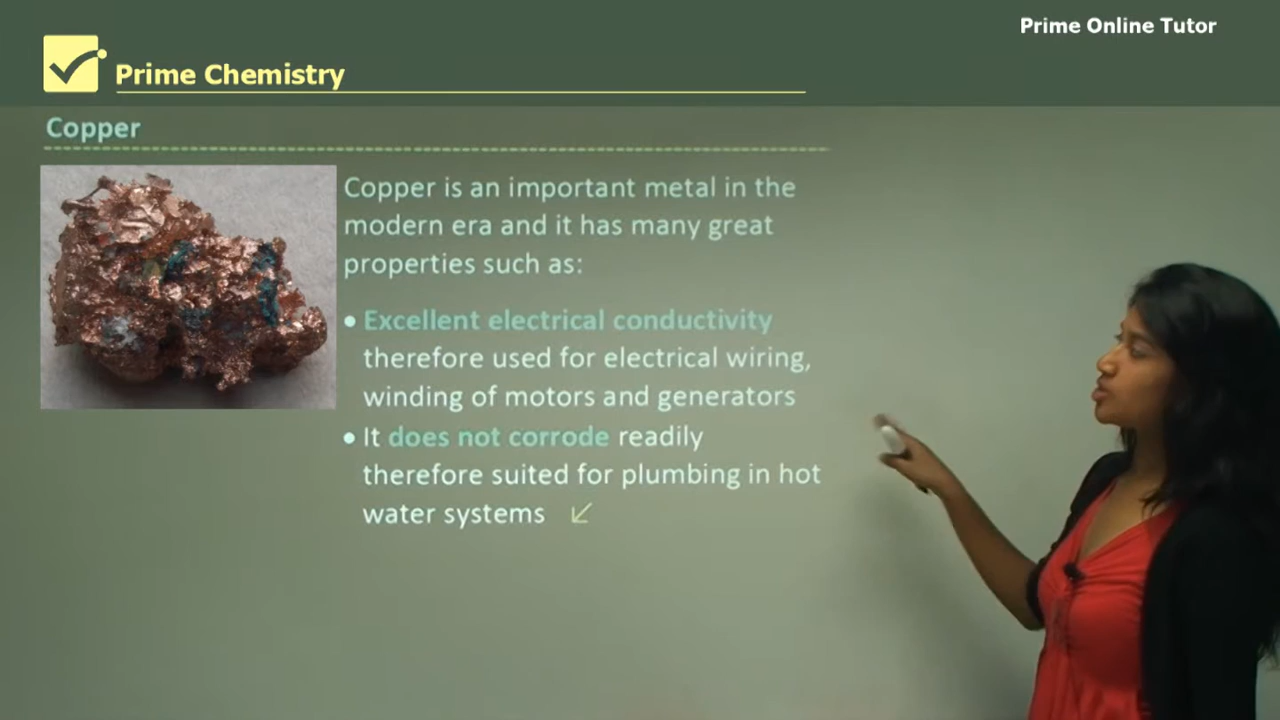 Prime Online Tutor
Prime Chemistry
Copper
Copper is an important metal in the
modern era and it has many great
properties such as:
• Excellent electrical conductivity
therefore used for electrical wiring,
winding of motors and generators
• It does not corrode readily
therefore suited for plumbing in hot
water systems